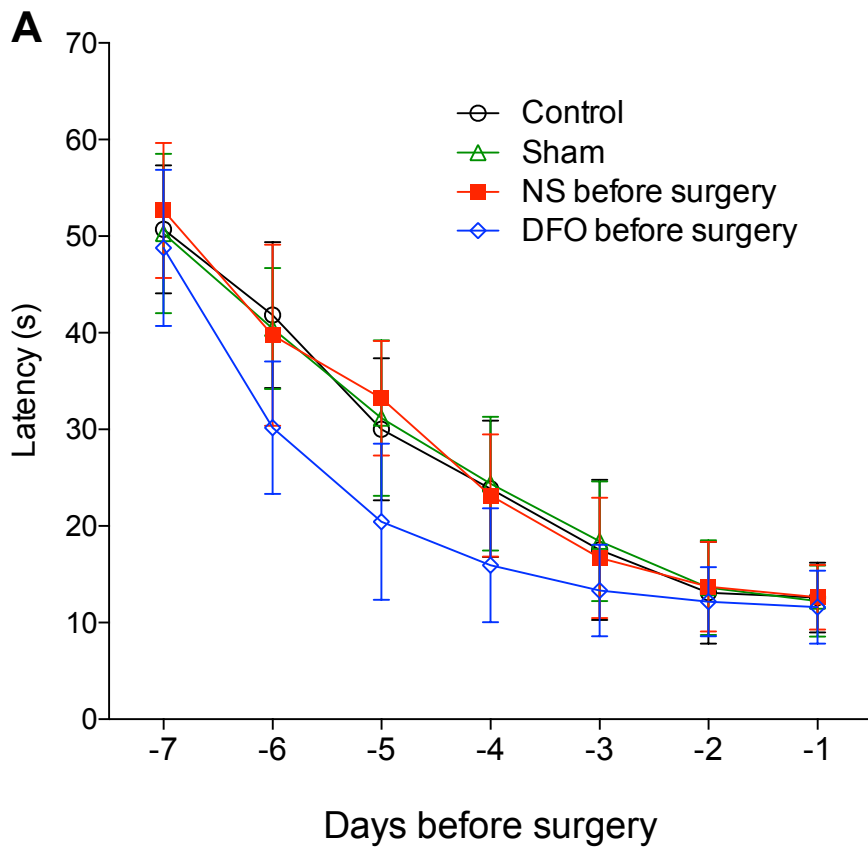 A
70
60
50
40
30
20
10
0
Latency (s)
Control
Sham
NS before surgery
DFO before surgery
-7 -6 -5 -4 -3 -2 -1
Days before surgery